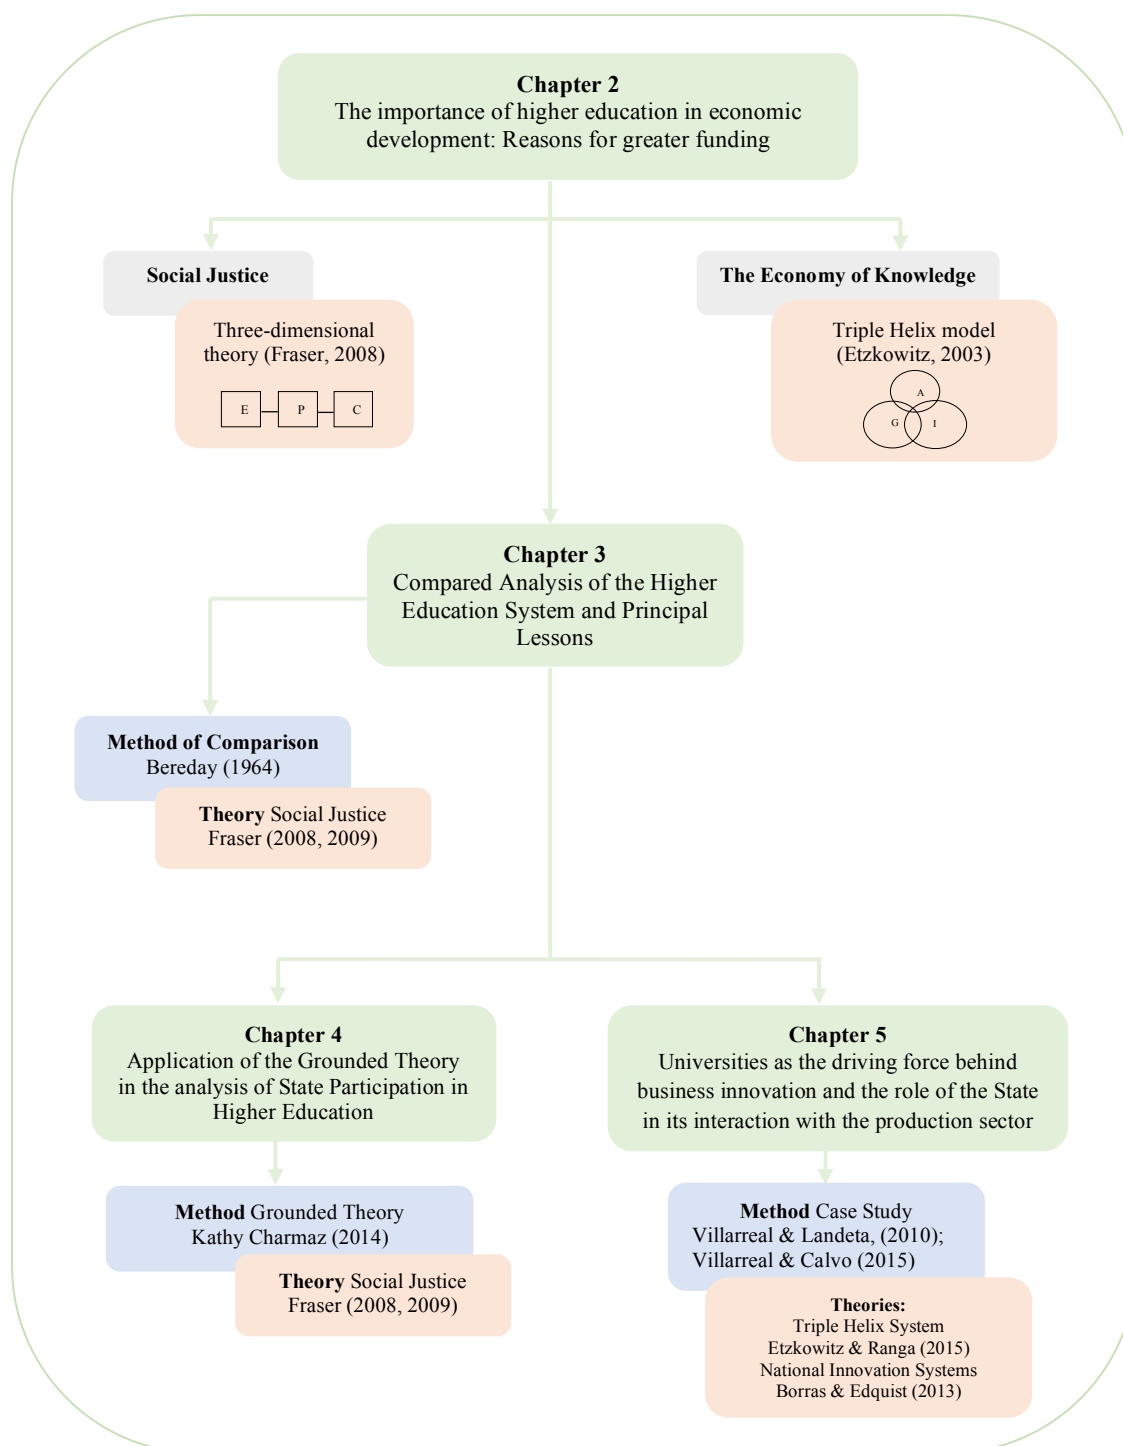 Chapter 2
The importance of higher education in economic
development: Reasons for greater funding
Social Justice
The Economy of Knowledge
Three-dimensional
theory (Fraser, 2008)
E
P
C
Triple Helix model
(Etzkowitz, 2003)
A
G
I
Chapter 3
Compared Analysis of the Higher
Education System and Principal
Lessons
Method of Comparison
Bereday (1964)
Theory Social Justice
Fraser (2008, 2009)
Chapter 4
Application of the Grounded Theory
in the analysis of State Participation in
Higher Education
Chapter 5
Universities as the driving force behind
business innovation and the role of the State
in its interaction with the production sector
Method Grounded Theory
Kathy Charmaz (2014)
Theory Social Justice
Fraser (2008, 2009)
Method Case Study
Villarreal & Landeta, (2010);
Villarreal & Calvo (2015)
Theories:
Triple Helix System
Etzkowitz & Ranga (2015)
National Innovation Systems
Borras & Edquist (2013)